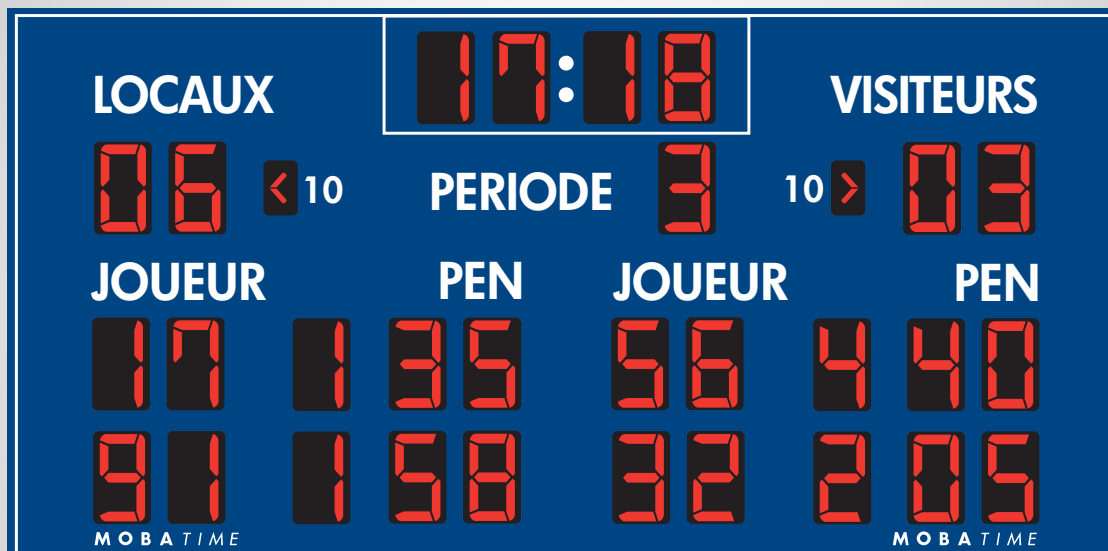 17:18
LOCAUX VISITEURS
06 < 10 PERIODE 3 10 > 03
JOUEUR PEN JOUEUR PEN
17 1 35 56 4 40
91 1 58 32 2 05
MOBATIME MOBATIME